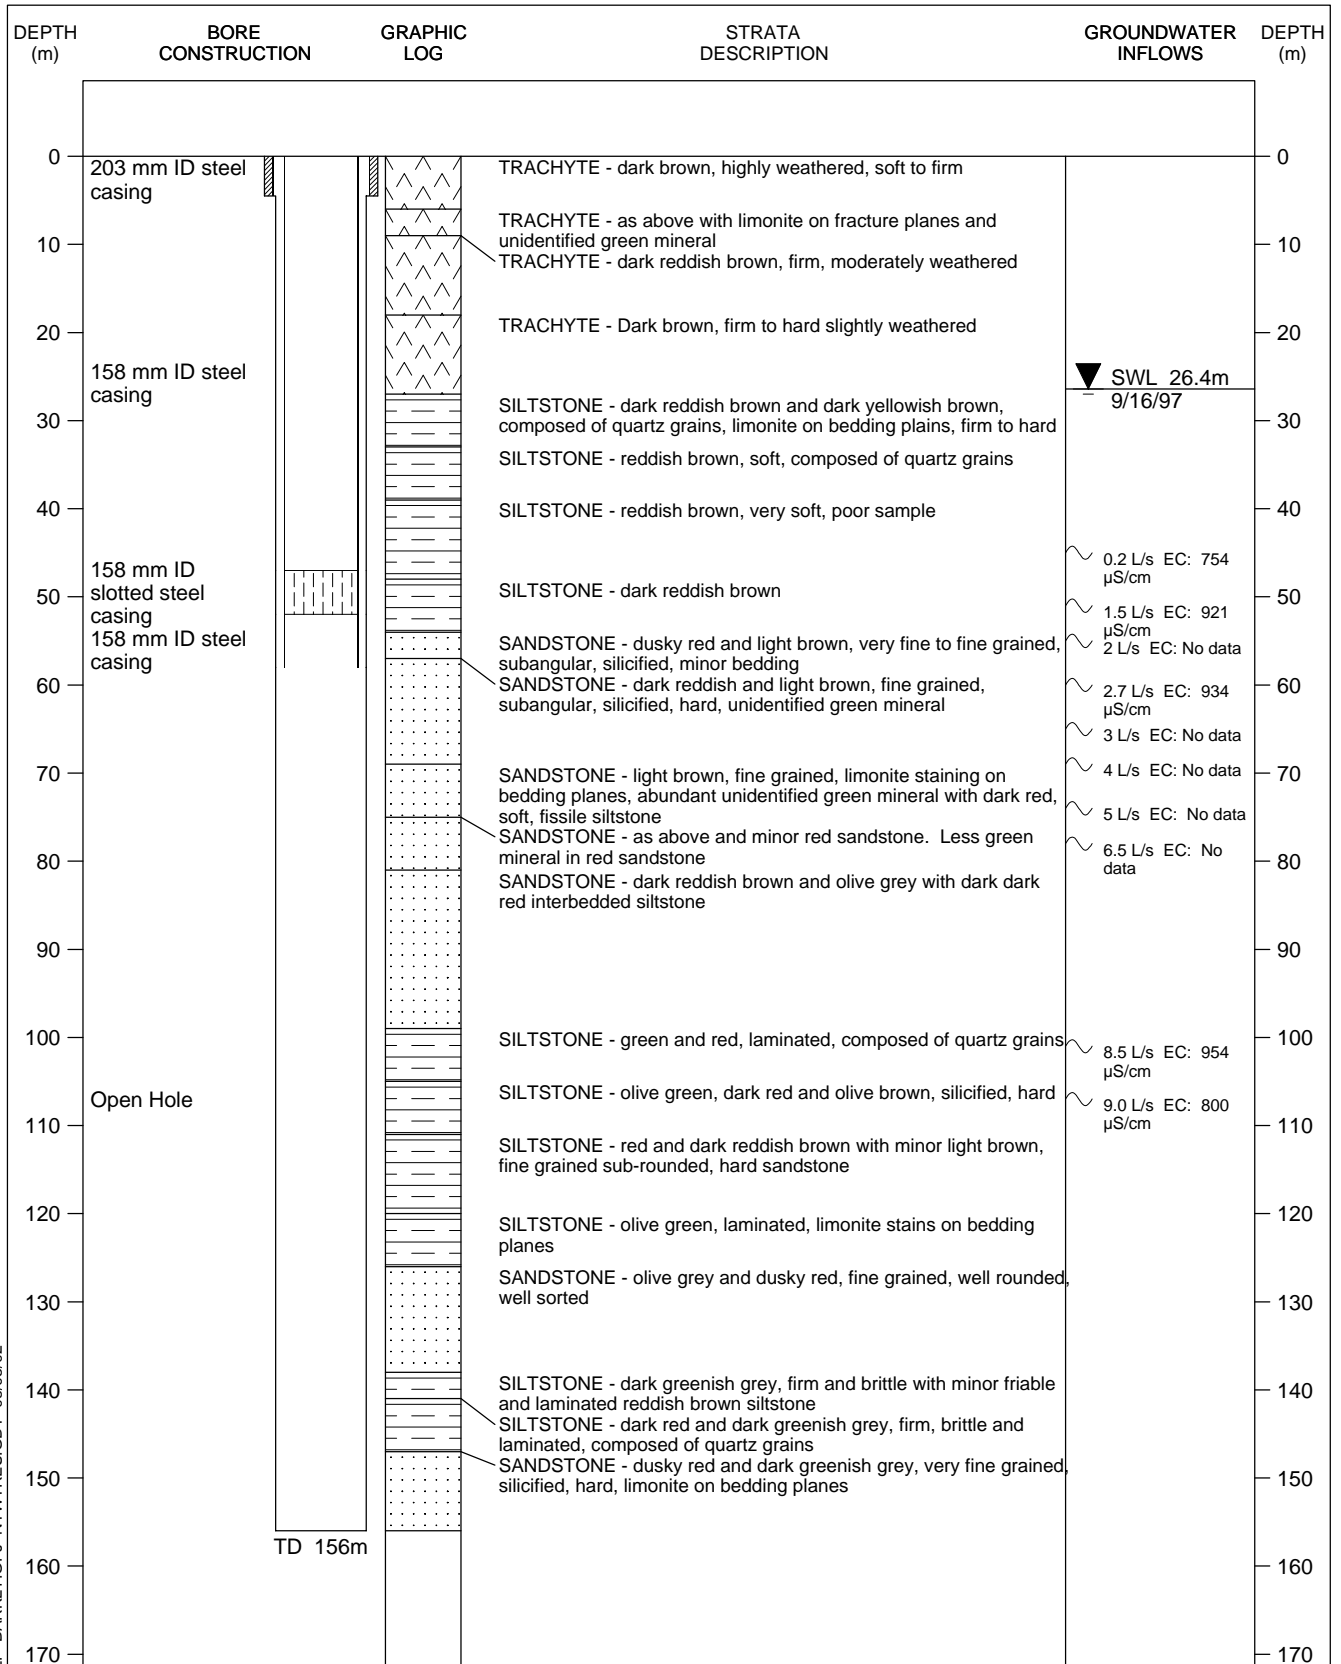 DEPTH
(m)
BORE
CONSTRUCTION
GRAPHIC
LOG
STRATA
DESCRIPTION
GROUNDWATER
INFLOWS
DEPTH
(m)
0
10
20
30
40
50
60
70
80
90
100
110
120
130
140
150
160
170
203 mm ID steel
casing
158 mm ID steel
casing
158 mm ID
slotted steel
casing
158 mm ID steel
casing
Open Hole
TD 156m
TRACHYTE - dark brown, highly weathered, soft to firm
TRACHYTE - as above with limonite on fracture planes and
unidentified green mineral
TRACHYTE - dark reddish brown, firm, moderately weathered
TRACHYTE - Dark brown, firm to hard slightly weathered
SILTSTONE - dark reddish brown and dark yellowish brown,
composed of quartz grains, limonite on bedding plains, firm to hard
SILTSTONE - reddish brown, soft, composed of quartz grains
SILTSTONE - reddish brown, very soft, poor sample
SILTSTONE - dark reddish brown
SANDSTONE - dusky red and light brown, very fine to fine grained,
subangular, silicified, minor bedding
SANDSTONE - dark reddish and light brown, fine grained,
subangular, silicified, hard, unidentified green mineral
SANDSTONE - light brown, fine grained, limonite staining on
bedding planes, abundant unidentified green mineral with dark red,
soft, fissile siltstone
SANDSTONE - as above and minor red sandstone. Less green
mineral in red sandstone
SANDSTONE - dark reddish brown and olive grey with dark dark
red interbedded siltstone
SILTSTONE - green and red, laminated, composed of quartz grains
SILTSTONE - olive green, dark red and olive brown, silicified, hard
SILTSTONE - red and dark reddish brown with minor light brown,
fine grained sub-rounded, hard sandstone
SILTSTONE - olive green, laminated, limonite stains on bedding
planes
SANDSTONE - olive grey and dusky red, fine grained, well rounded,
well sorted
SILTSTONE - dark greenish grey, firm and brittle with minor friable
and laminated reddish brown siltstone
SILTSTONE - dark red and dark greenish grey, firm, brittle and
laminated, composed of quartz grains
SANDSTONE - dusky red and dark greenish grey, very fine grained,
silicified, hard, limonite on bedding planes
SWL 26.4m
9/16/97
0.2 L/s EC: 754
µS/cm
1.5 L/s EC: 921
µS/cm
2 L/s EC: No data
2.7 L/s EC: 934
µS/cm
3 L/s EC: No data
4 L/s EC: No data
5 L/s EC: No data
6.5 L/s EC: No
data
8.5 L/s EC: 954
µS/cm
9.0 L/s EC: 800
µS/cm
0
10
20
30
40
50
60
70
80
90
100
110
120
130
140
150
160
170